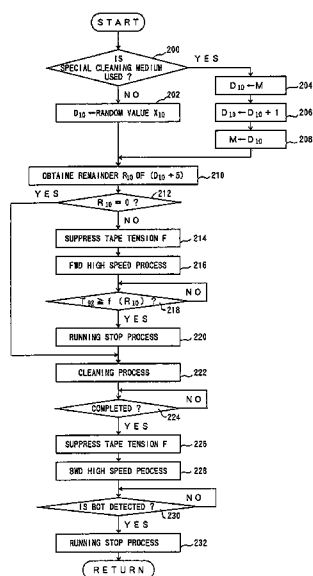 START
200
IS
SPECIAL CLEANING MEDIUM
USED ?
YES
NO
202
D10←RANDOM VALUE X10
D10←M
204
D10←D10+1
206
M←D10
208
210
OBTAINE REMAINDER R10 OF (D10÷5)
YES
212
R10=0 ?
NO
SUPPRESS TAPE TENSION F
214
FWD HIGH SPEED PROCESS
216
NO
T92≧f (R10) ?
218
YES
RUNNING STOP PROCESS
220
CLEANING PROCESS
222
NO
COMPLETED ?
224
YES
SUPPRESS TAPE TENSION F
226
BWD HIGH SPEED PEOCESS
228
NO
IS BOT DETECTED ?
230
YES
RUNNING STOP PROCESS
232
RETURN